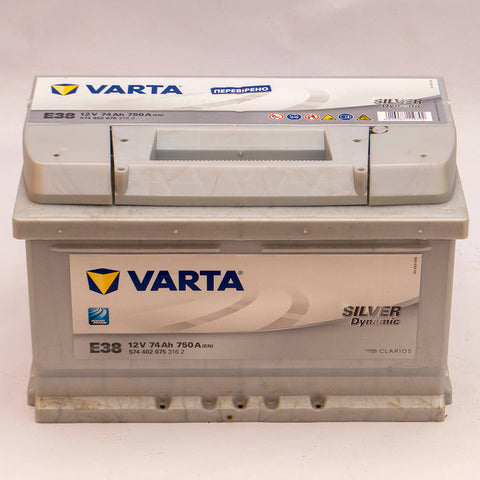 VARTA
ПЕРЕВІРЕНО
SILVER
Dynamic
E38 12V 74Ah 750A(EN)
574 402 075 316 2
VARTA®
SILVER
Dynamic
E38 12V 74Ah 750A(EN)
574 402 075 316 2
CLARIOS